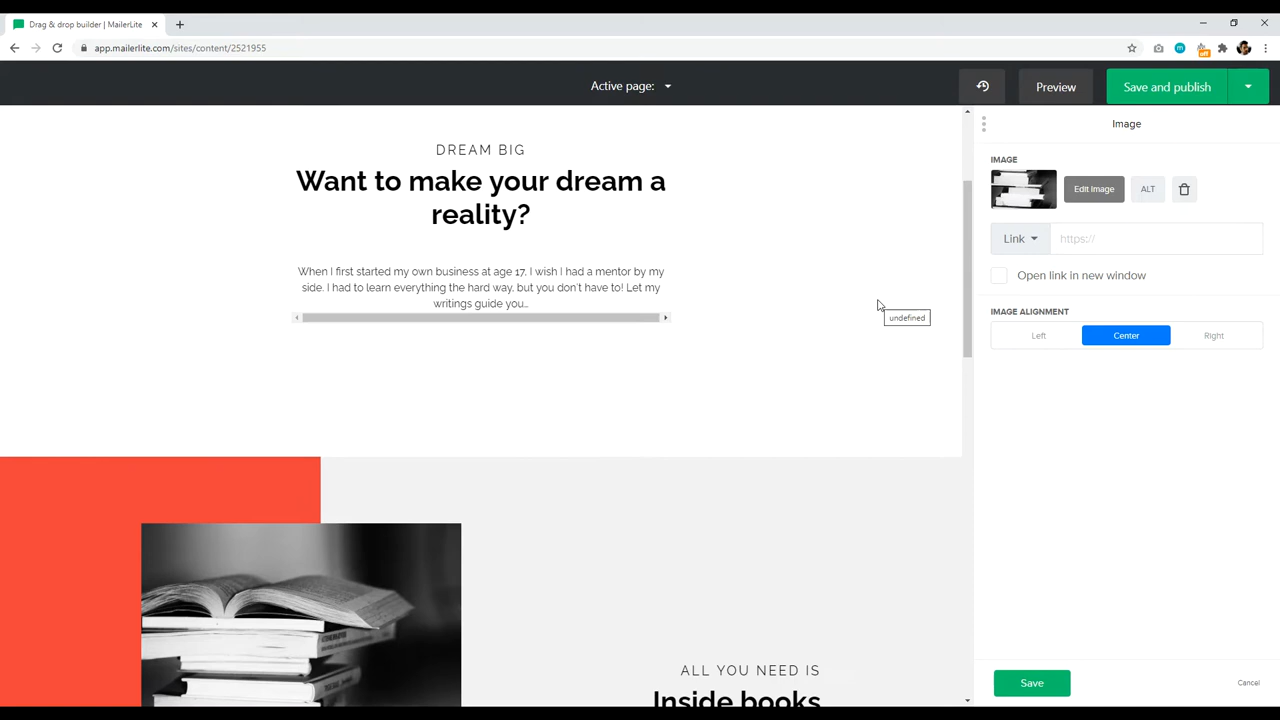 Drag & drop builder | MailerLite
app.mailerlite.com/sites/content/2521955
off
Active page:
Preview
Save and publish
DREAM BIG
Want to make your dream a
reality?
When I first started my own business at age 17, I wish I had a mentor by my
side. I had to learn everything the hard way, but you don't have to! Let my
writings guide you...
undefined
ALL YOU NEED IS
Inside books
Image
IMAGE
Edit Image
ALT
Link
https://
Open link in new window
IMAGE ALIGNMENT
Left
Center
Right
Save
Cancel